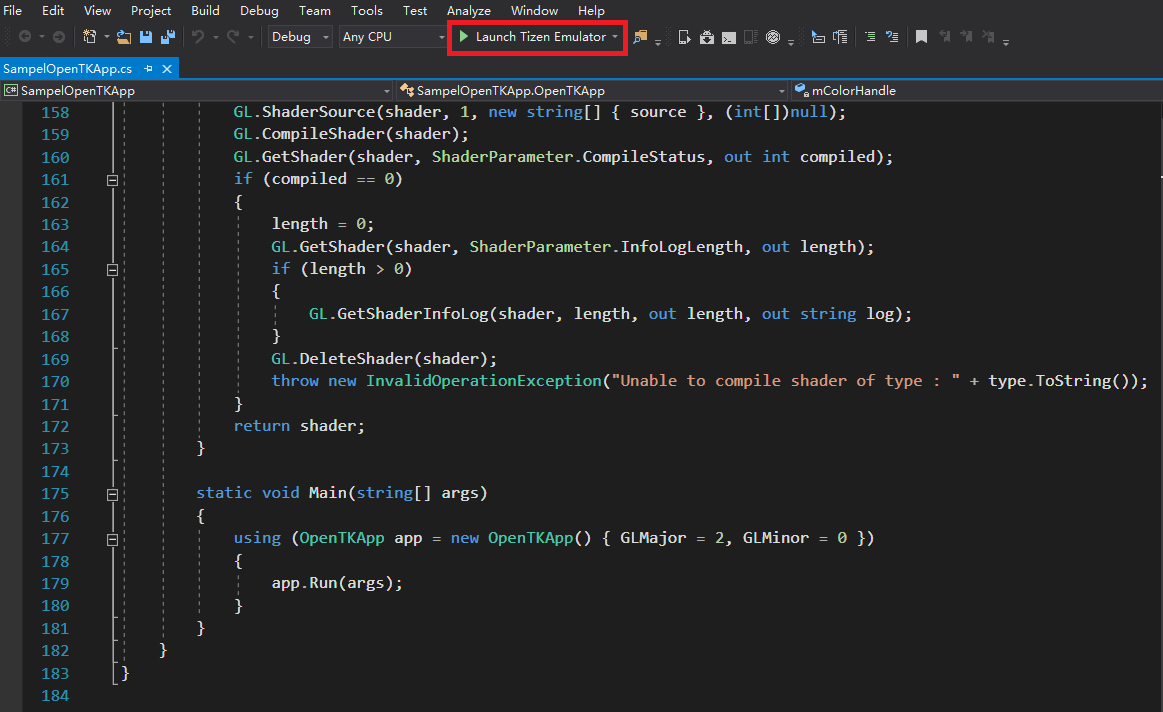 File Edit View Project Build Debug Team Tools Test Analyze Window Help
Debug Any CPU Launch Tizen Emulator
SampelOpenTKApp.cs
C# SampelOpenTKApp SampelOpenTKApp.OpenTKApp mColorHandle
158 GL.ShaderSource(shader, 1, new string[] { source }, (int[])null);
159 GL.CompileShader(shader);
160 GL.GetShader(shader, ShaderParameter.CompileStatus, out int compiled);
161 if (compiled == 0)
162 {
163 length = 0;
164 GL.GetShader(shader, ShaderParameter.InfoLogLength, out length);
165 if (length > 0)
166 {
167 GL.GetShaderInfoLog(shader, length, out length, out string log);
168 }
169 GL.DeleteShader(shader);
170 throw new InvalidOperationException("Unable to compile shader of type : " + type.ToString());
171 }
172 return shader;
173 }
174
175 static void Main(string[] args)
176 {
177 using (OpenTKApp app = new OpenTKApp() { GLMajor = 2, GLMinor = 0 })
178 {
179 app.Run(args);
180 }
181 }
182 }
183 }
184